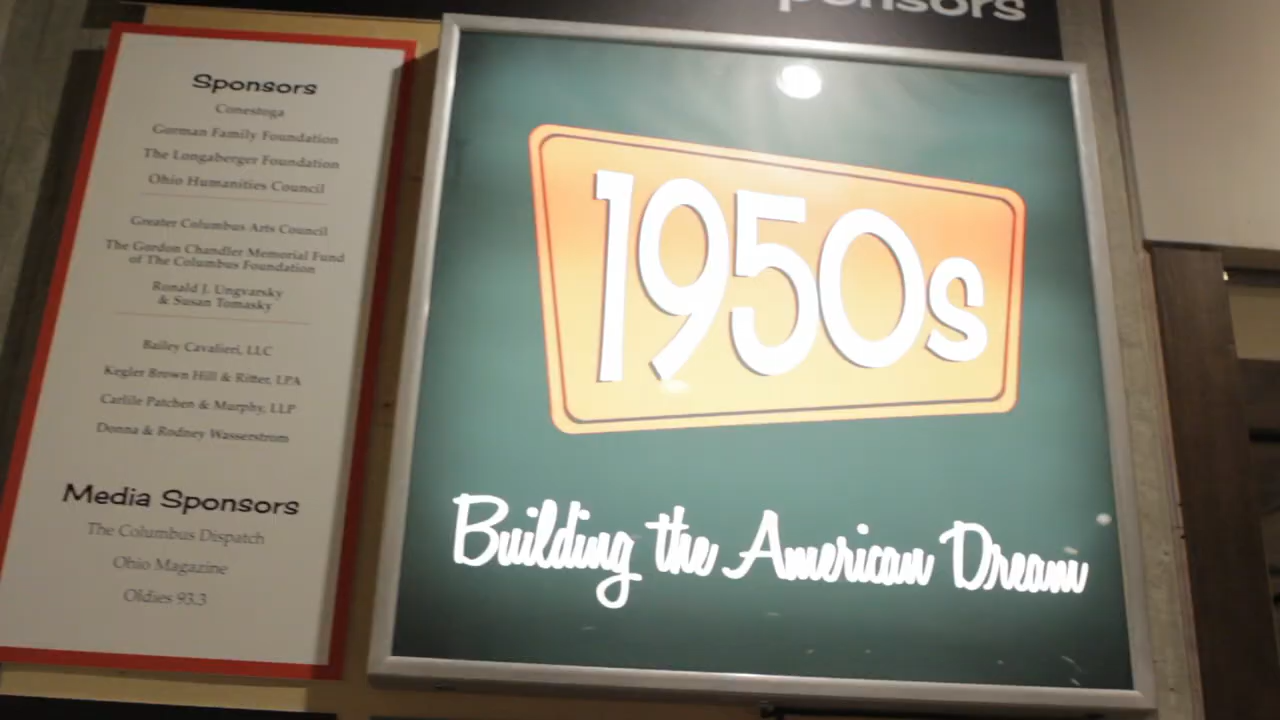 Sponsors
Sponsors
Conestoga
Gorman Family Foundation
The Longaberger Foundation
Ohio Humanities Council
Greater Columbus Arts Council
The Gordon Chandler Memorial Fund
of The Columbus Foundation
Ronald J. Ungvarsky
& Susan Tomasky
Bailey Cavalieri, LLC
Kegler Brown Hill & Ritter, LPA
Carlile Patchen & Murphy, LLP
Donna & Rodney Wasserstrom
Media Sponsors
The Columbus Dispatch
Ohio Magazine
Oldies 93.3
1950s
Building the American Dream